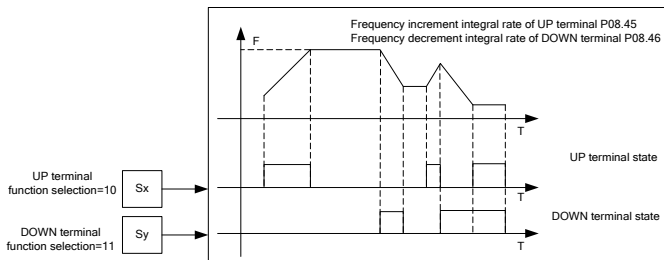 Frequency increment integral rate of UP terminal P08.45
Frequency decrement integral rate of DOWN terminal P08.46
F
T
UP terminal state
UP terminal
function selection=10
Sx
T
DOWN terminal state
DOWN terminal
function selection=11
Sy
T